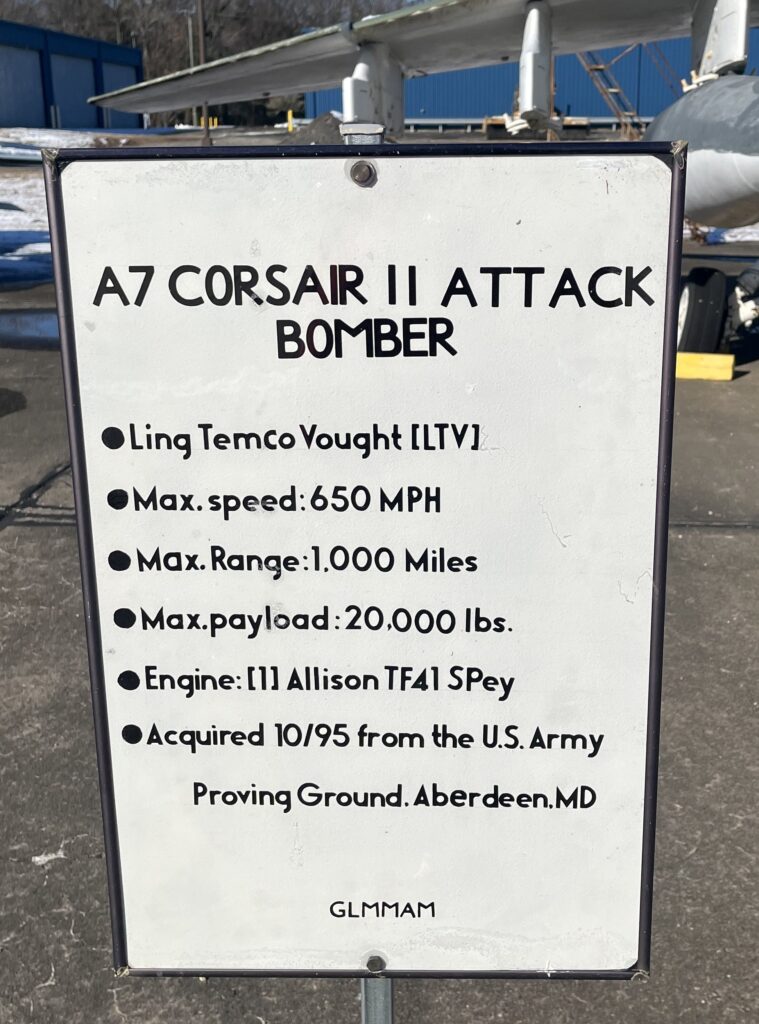 A7 CORSAIR II ATTACK
BOMBER
●Ling Temco Vought [LTV]
●Max. speed: 650 MPH
●Max. Range: 1,000 Miles
●Max. payload: 20,000 lbs.
●Engine: [1] Allison TF41 SPey
●Acquired 10/95 from the U.S. Army
Proving Ground, Aberdeen, MD
GLMMAM